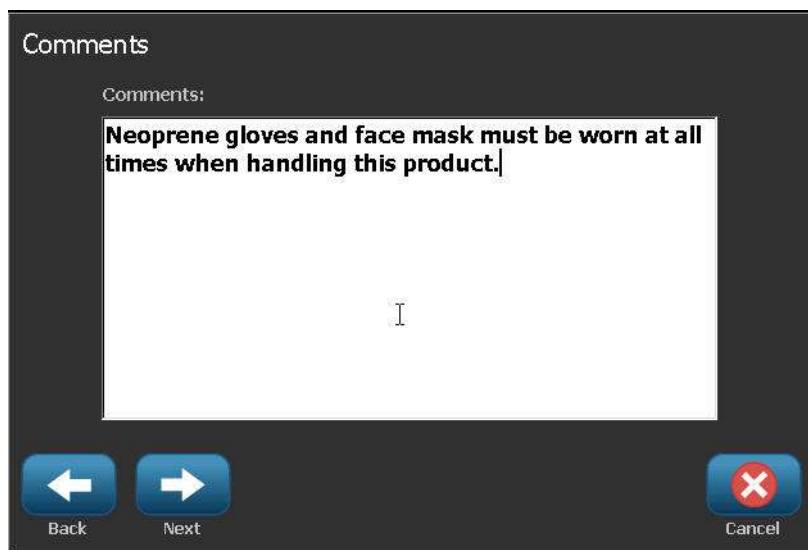 Comments
Comments:
Neoprene gloves and face mask must be worn at all
times when handling this product.
Back
Next
Cancel